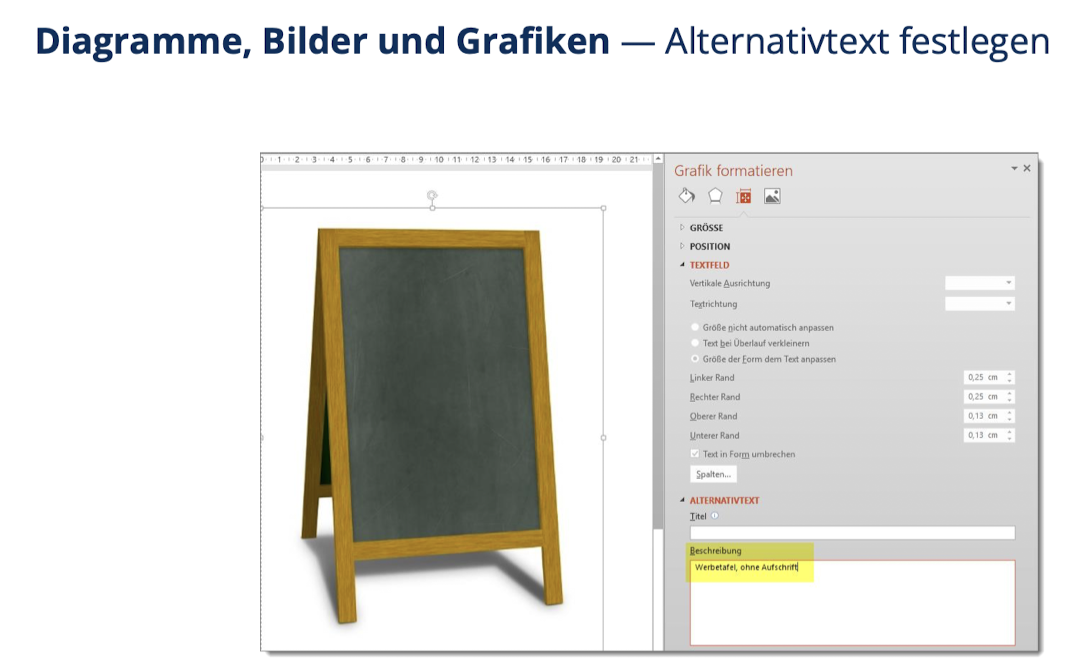 Diagramme, Bilder und Grafiken — Alternativtext festlegen
1 2 3 4 5 6 7 8 9 10 11 12 13 14 15 16 17 18 19 20 21
Grafik formatieren
GRÖSSE
POSITION
TEXTFELD
Vertikale Ausrichtung
Textrichtung
Größe nicht automatisch anpassen
Text bei Überlauf verkleinern
Größe der Form dem Text anpassen
Linker Rand 0,25 cm
Rechter Rand 0,25 cm
Oberer Rand 0,13 cm
Unterer Rand 0,13 cm
Text in Form umbrechen
Spalten...
ALTERNATIVTEXT
Titel
Beschreibung
Werbetafel, ohne Aufschrift